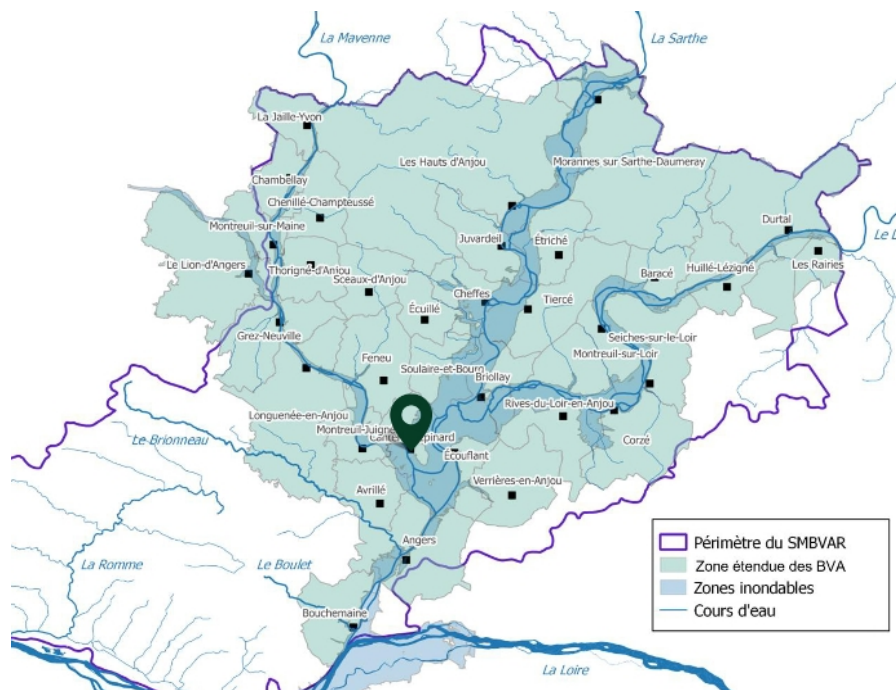 La Mayenne
La Sarthe
La Jaille-Yvon
Les Hauts d'Anjou
Morannes sur Sarthe-Daumeray
Chambellay
Chenillé-Champteussé
Durtal
Montreuil-sur-Maine
Juvardeil
Étriché
Le L
Le Lion-d'Angers
Thorigné-d'Anjou
Baracé
Huillé-Lézigné
Les Rairies
Sceaux-d'Anjou
Cheffes
Tiercé
Écuillé
Grez-Neuville
Seiches-sur-le-Loir
Feneu
Soulaire-et-Bourg
Montreuil-sur-Loir
Briollay
Longuenée-en-Anjou
Rives-du-Loir-en-Anjou
Le Brionneau
Montreuil-Juigné
Corzé
Écouflant
Verrières-en-Anjou
Avrillé
Angers
La Romme
Le Boulet
Bouchemaine
La Loire
Périmètre du SMBVAR
Zone étendue des BVA
Zones inondables
Cours d'eau